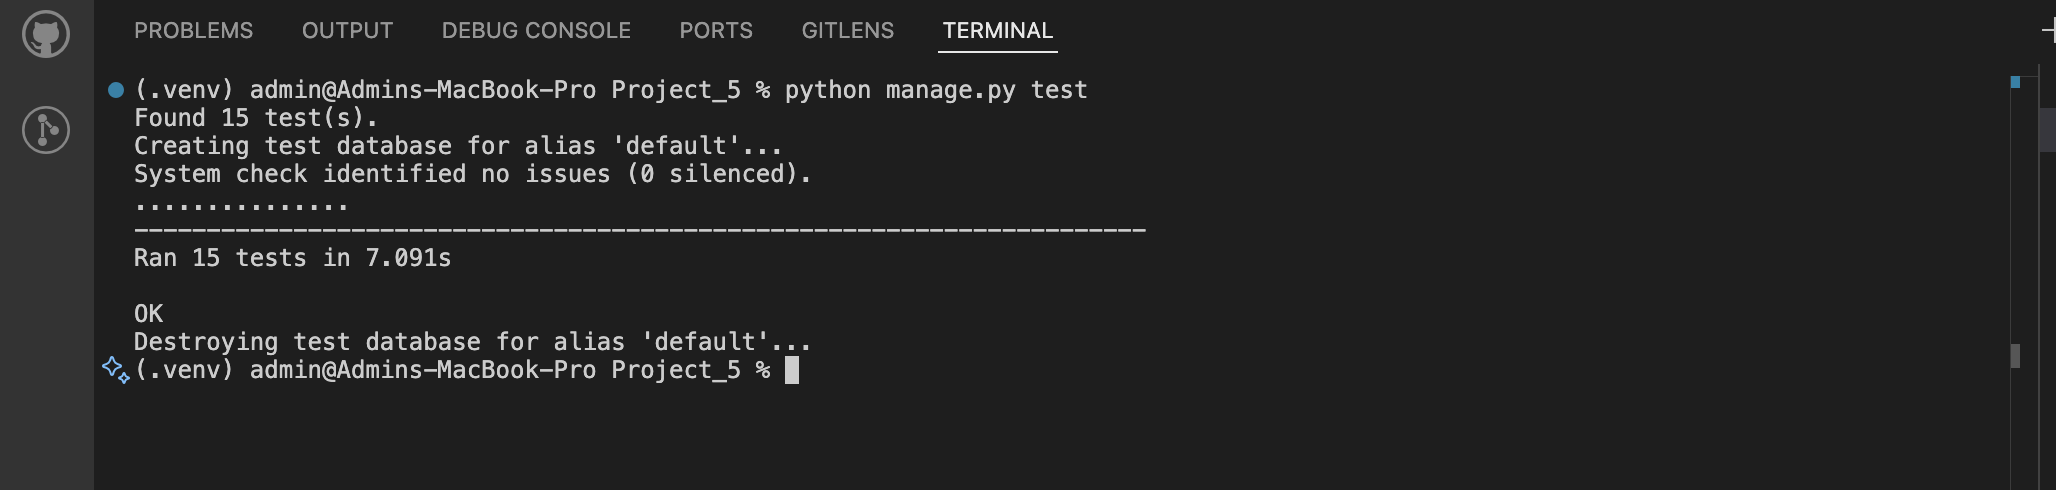 PROBLEMS OUTPUT DEBUG CONSOLE PORTS GITLENS TERMINAL
(.venv) admin@Admins-MacBook-Pro Project_5 % python manage.py test
Found 15 test(s).
Creating test database for alias 'default'...
System check identified no issues (0 silenced).
...............
----------------------------------------------------------------------
Ran 15 tests in 7.091s
OK
Destroying test database for alias 'default'...
(.venv) admin@Admins-MacBook-Pro Project_5 %